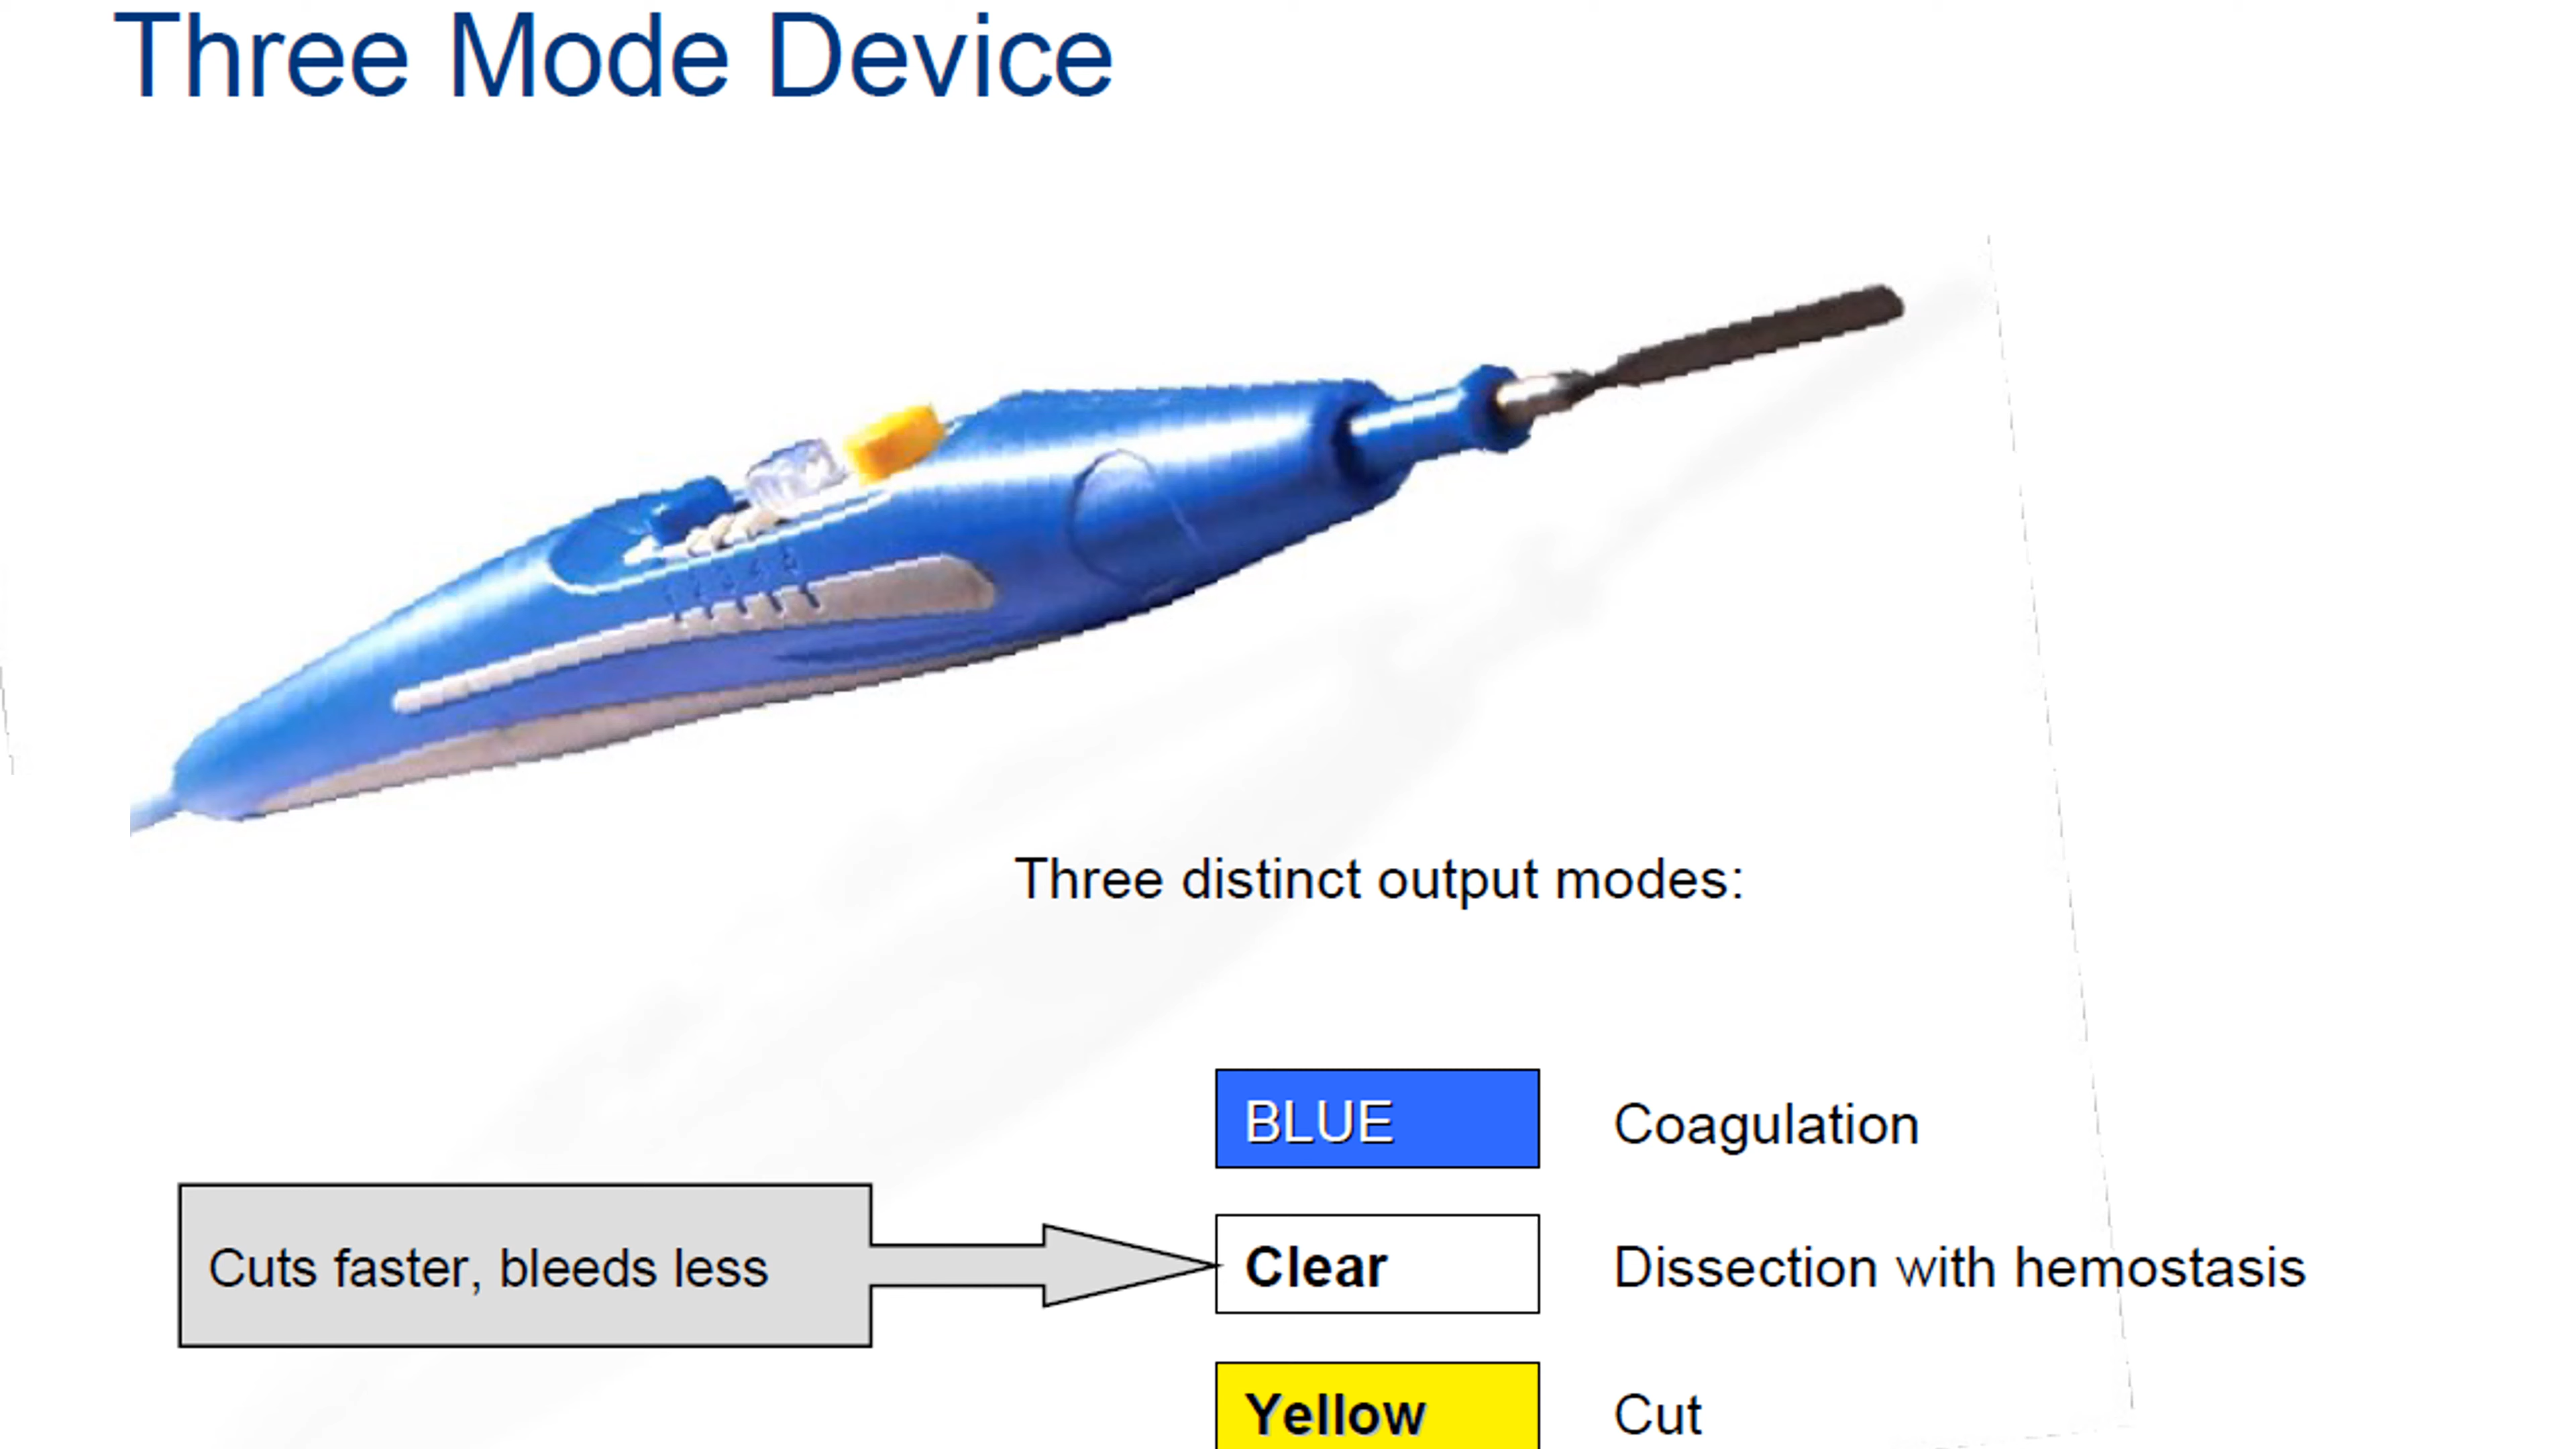 Three Mode Device
Three distinct output modes:
BLUE Coagulation
Cuts faster, bleeds less
Clear Dissection with hemostasis
Yellow Cut